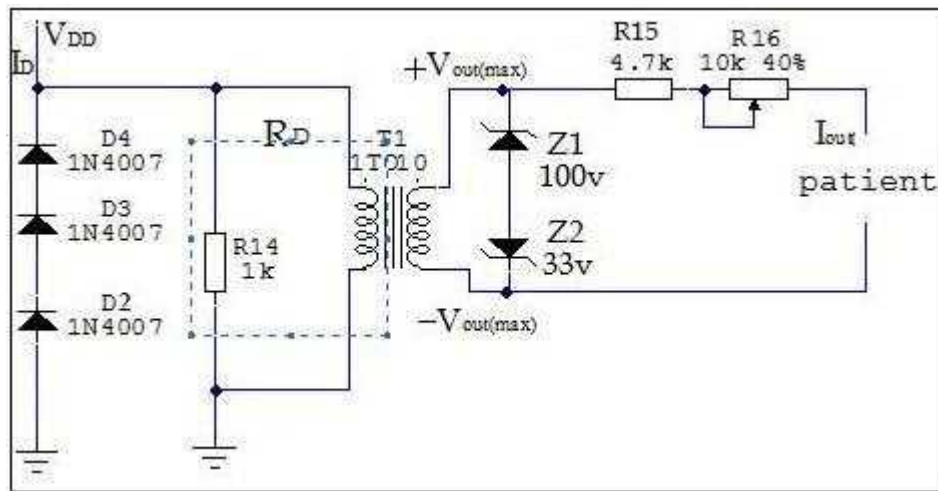 VDD
ID
D4
1N4007
D3
1N4007
D2
1N4007
RD
T1
1TO10
R14
1k
+Vout(max)
-Vout(max)
Z1
100v
Z2
33v
R15
4.7k
R16
10k 40%
Iout
patient